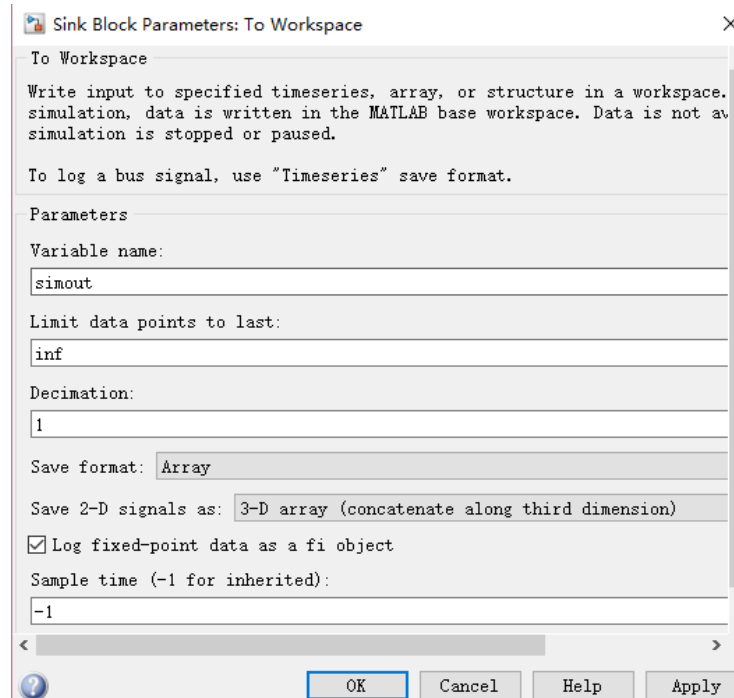 Sink Block Parameters: To Workspace
To Workspace
Write input to specified timeseries, array, or structure in a workspace.
simulation, data is written in the MATLAB base workspace. Data is not av
simulation is stopped or paused.
To log a bus signal, use "Timeseries" save format.
Parameters
Variable name:
simout
Limit data points to last:
inf
Decimation:
1
Save format: Array
Save 2-D signals as: 3-D array (concatenate along third dimension)
Log fixed-point data as a fi object
Sample time (-1 for inherited):
-1
OK Cancel Help Apply